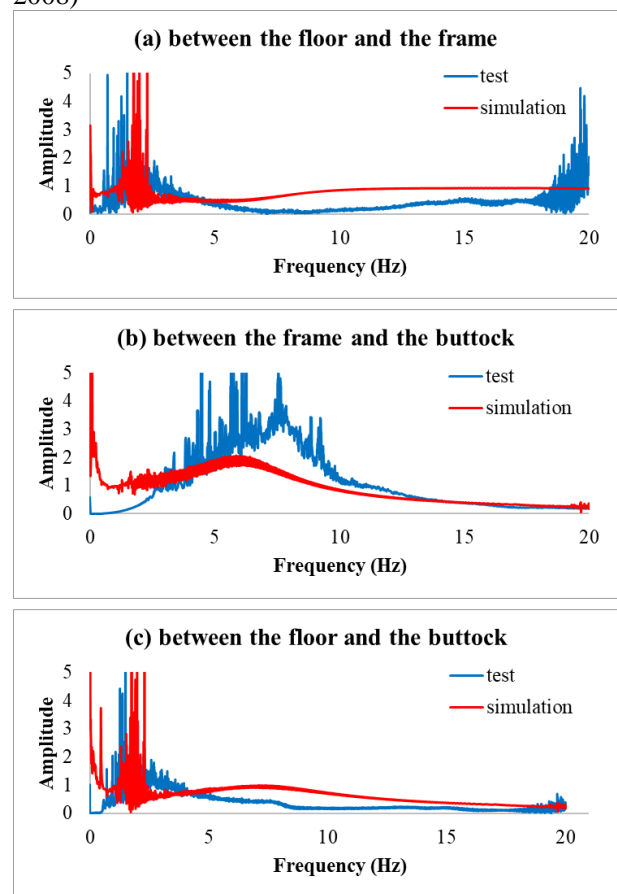 2008)
(a) between the floor and the frame
5
4
3
2
1
0
Amplitude
test
simulation
0 5 10 15 20
Frequency (Hz)
(b) between the frame and the buttock
5
4
3
2
1
0
Amplitude
test
simulation
0 5 10 15 20
Frequency (Hz)
(c) between the floor and the buttock
5
4
3
2
1
0
Amplitude
test
simulation
0 5 10 15 20
Frequency (Hz)